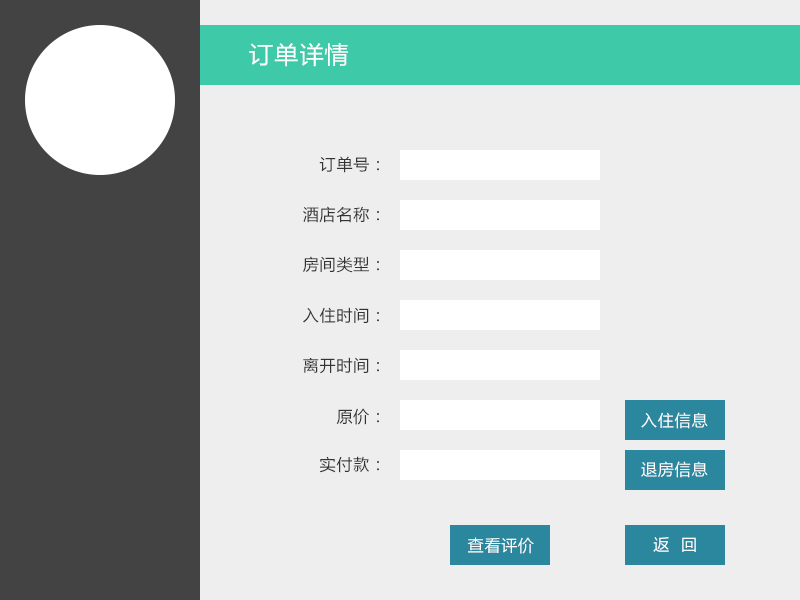 订单详情
订单号：
酒店名称：
房间类型：
入住时间：
离开时间：
原价：
入住信息
实付款：
退房信息
查看评价
返 回